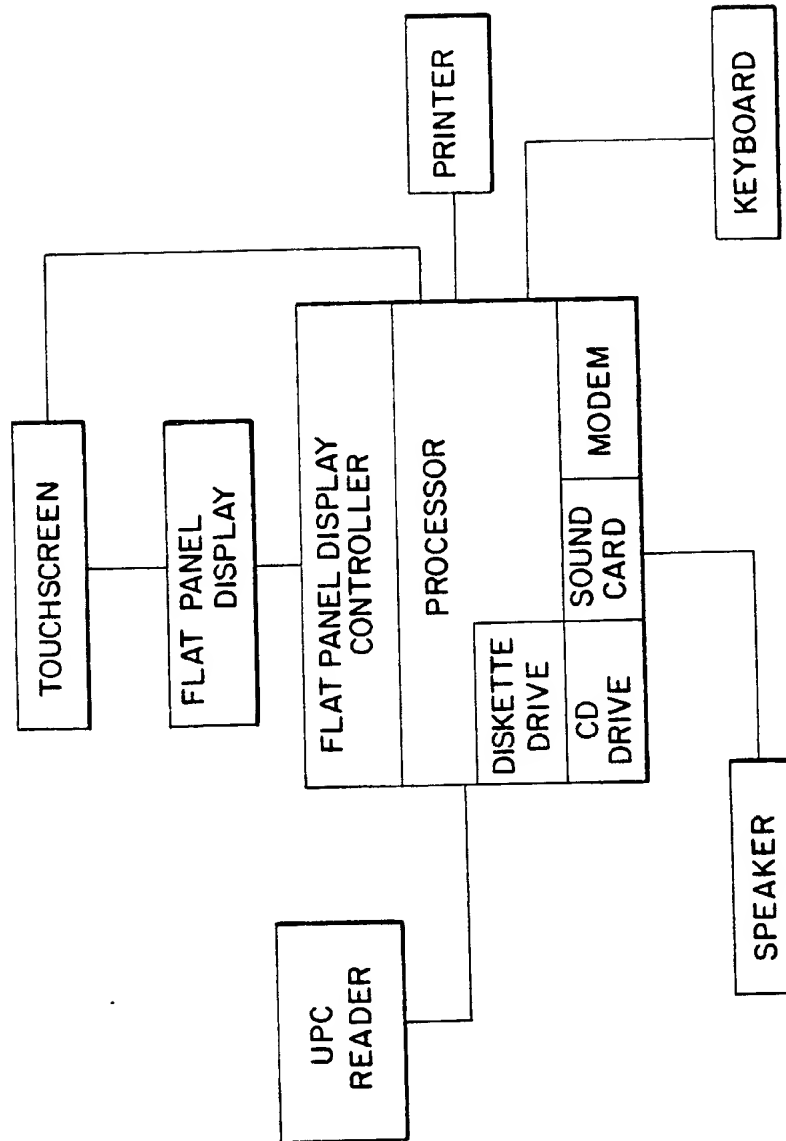 TOUCHSCREEN
FLAT PANEL
DISPLAY
FLAT PANEL DISPLAY
CONTROLLER
UPC
READER
PROCESSOR
PRINTER
DISKETTE
DRIVE
CD
DRIVE
SOUND
CARD
MODEM
SPEAKER
KEYBOARD